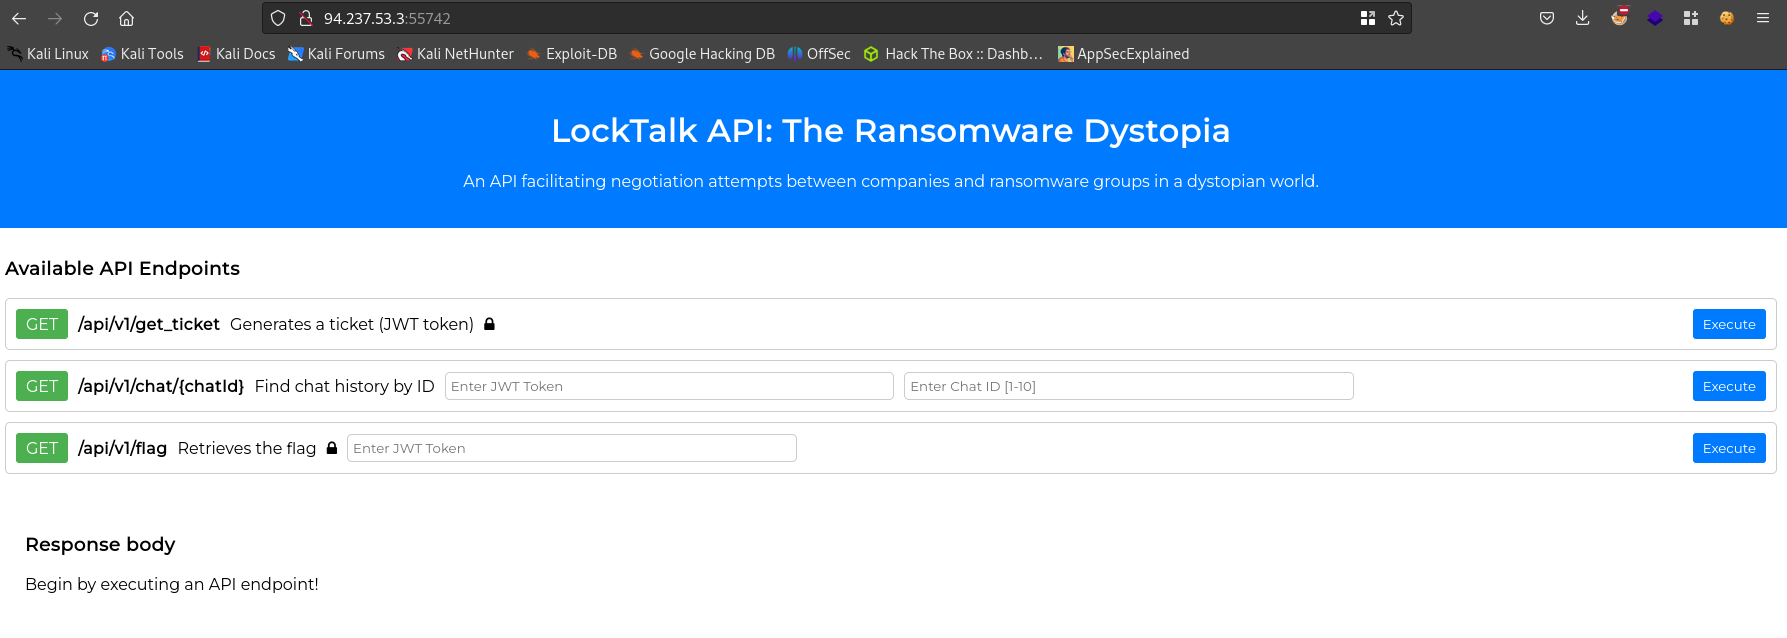 94.237.53.3:55742
Kali Linux Kali Tools Kali Docs Kali Forums Kali NetHunter Exploit-DB Google Hacking DB OffSec Hack The Box :: Dashb... AppSecExplained
LockTalk API: The Ransomware Dystopia
An API facilitating negotiation attempts between companies and ransomware groups in a dystopian world.
Available API Endpoints
GET /api/v1/get_ticket Generates a ticket (JWT token) Execute
GET /api/v1/chat/{chatId} Find chat history by ID Enter JWT Token Enter Chat ID [1-10] Execute
GET /api/v1/flag Retrieves the flag Enter JWT Token Execute
Response body
Begin by executing an API endpoint!